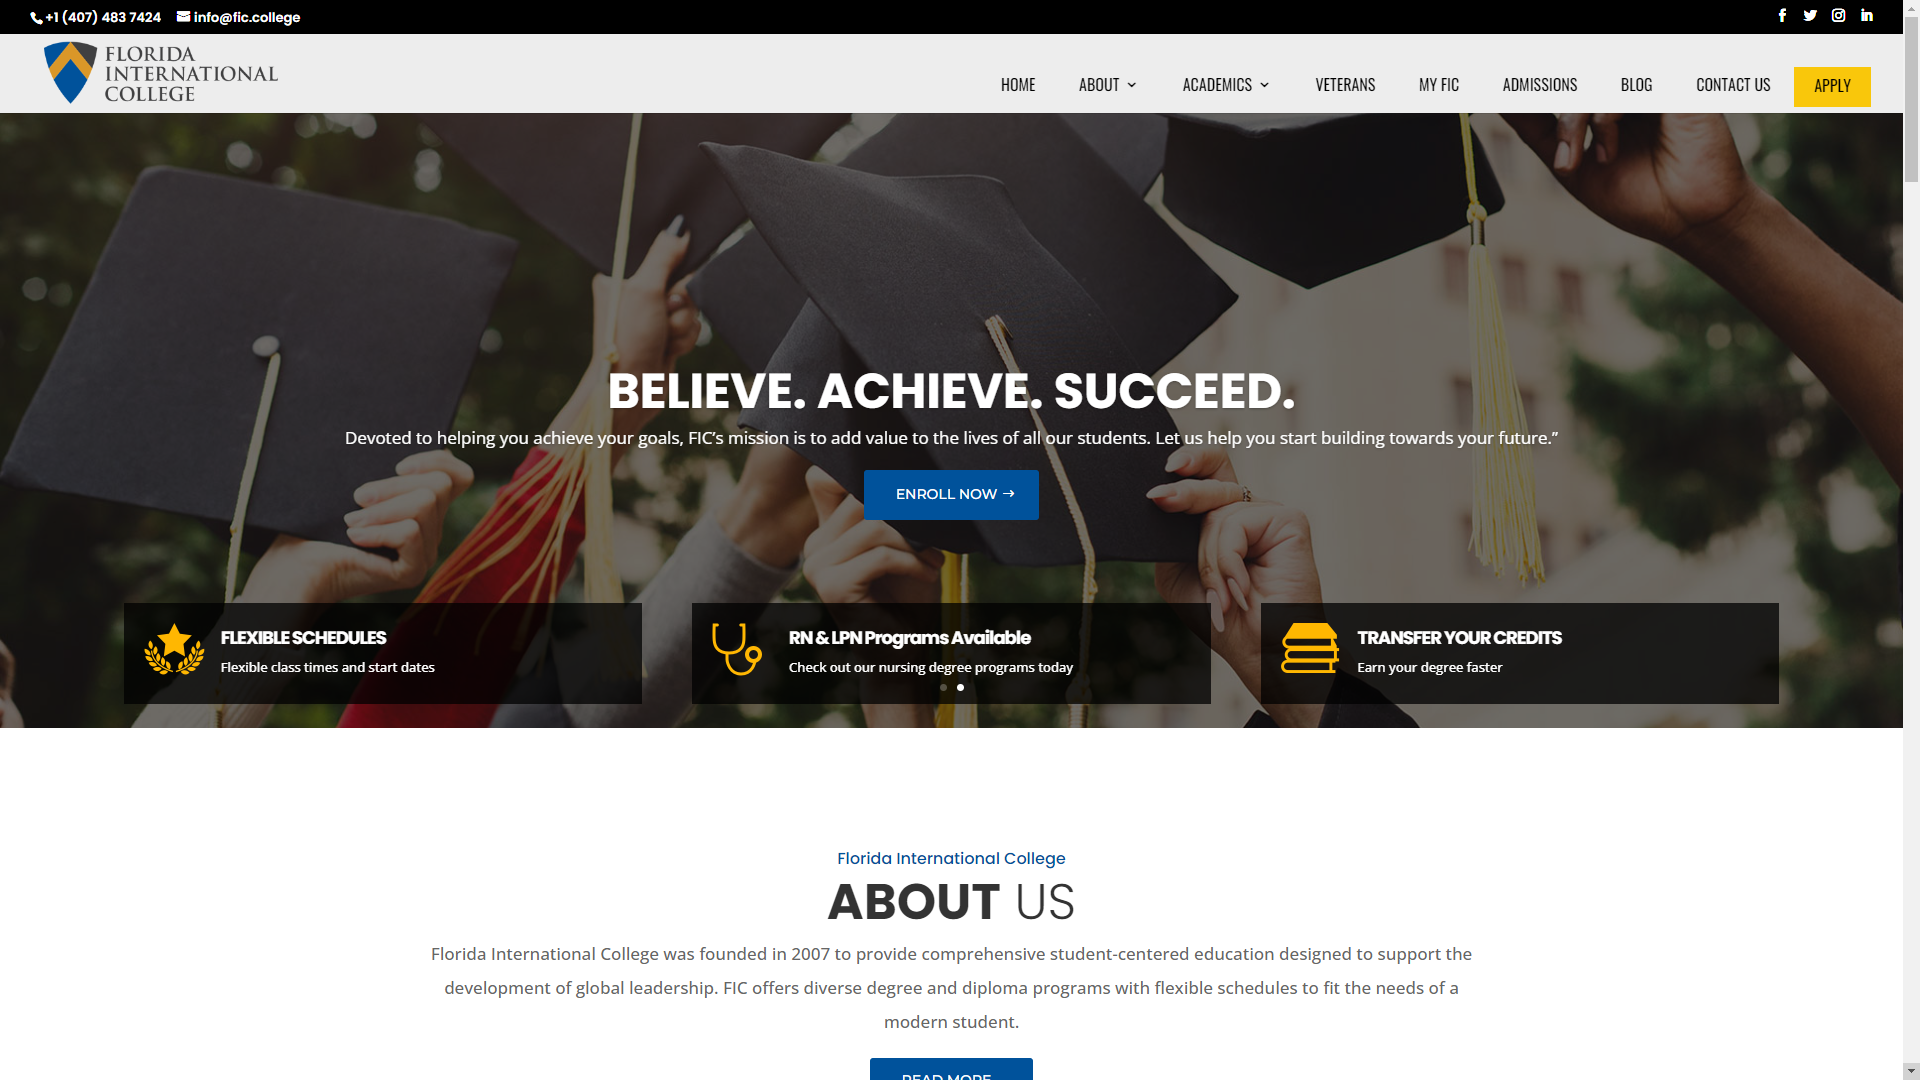 +1 (407) 483 7424 info@fic.college
FLORIDA
INTERNATIONAL
COLLEGE
HOME ABOUT ACADEMICS VETERANS MY FIC ADMISSIONS BLOG CONTACT US APPLY
BELIEVE. ACHIEVE. SUCCEED.
Devoted to helping you achieve your goals, FIC’s mission is to add value to the lives of all our students. Let us help you start building towards your future.”
ENROLL NOW
FLEXIBLE SCHEDULES
Flexible class times and start dates
RN & LPN Programs Available
Check out our nursing degree programs today
TRANSFER YOUR CREDITS
Earn your degree faster
Florida International College
ABOUT US
Florida International College was founded in 2007 to provide comprehensive student-centered education designed to support the
development of global leadership. FIC offers diverse degree and diploma programs with flexible schedules to fit the needs of a
modern student.
READ MORE